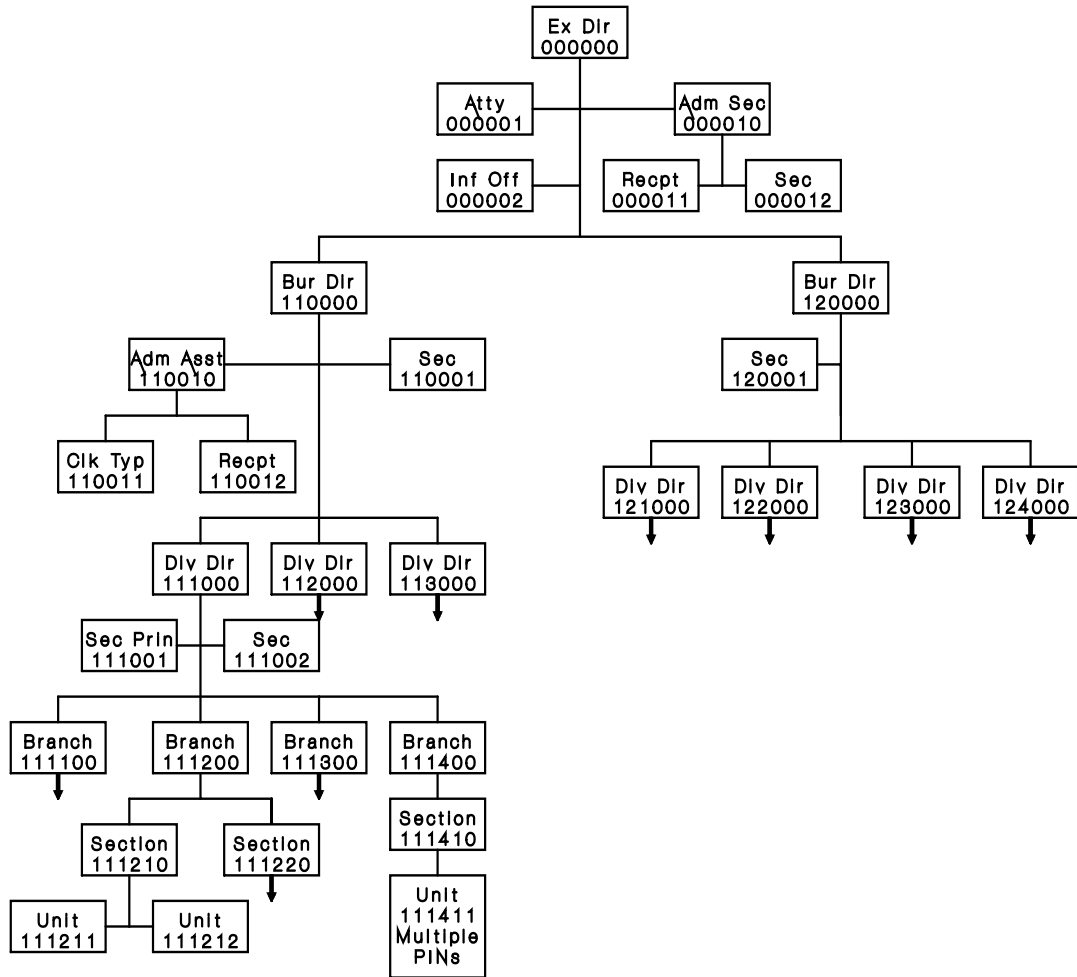 Ex Dir
000000
Atty
000001
Adm Sec
000010
Inf Off
000002
Recpt
000011
Sec
000012
Bur Dir
110000
Bur Dir
120000
Adm Asst
110010
Sec
110001
Sec
120001
Clk Typ
110011
Recpt
110012
Div Dir
121000
Div Dir
122000
Div Dir
123000
Div Dir
124000
Div Dir
111000
Div Dir
112000
Div Dir
113000
Sec Prin
111001
Sec
111002
Branch
111100
Branch
111200
Branch
111300
Branch
111400
Section
111210
Section
111220
Section
111410
Unit
111211
Unit
111212
Unit
111411
Multiple
PINs